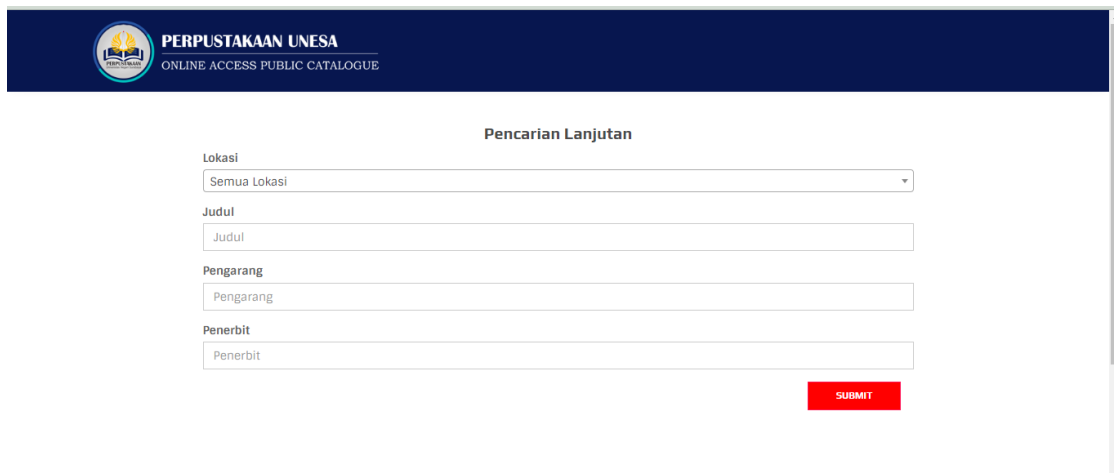 PERPUSTAKAAN UNESA
ONLINE ACCESS PUBLIC CATALOGUE
Pencarian Lanjutan
Lokasi
Semua Lokasi
Judul
Judul
Pengarang
Pengarang
Penerbit
Penerbit
SUBMIT